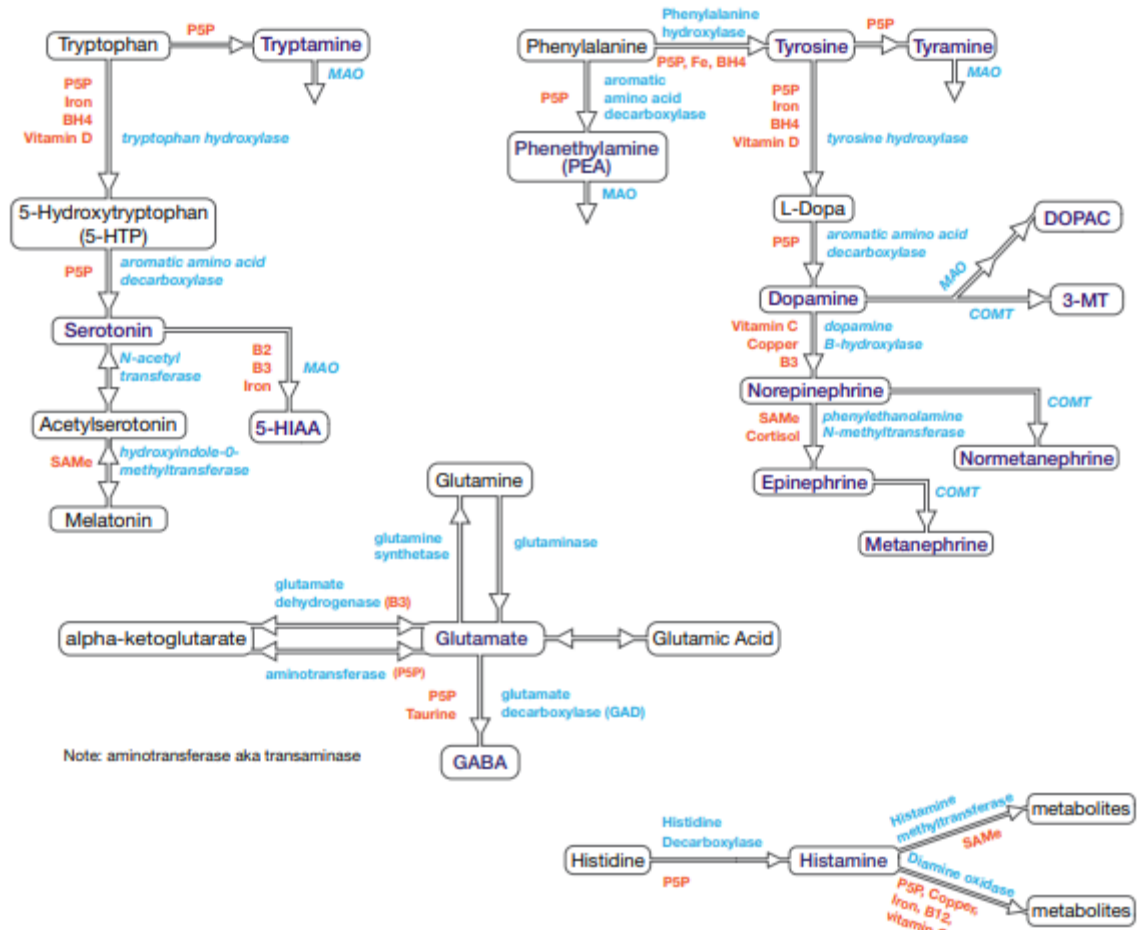 Tryptophan
P5P
Tryptamine
MAO
P5P
Iron
BH4
Vitamin D
tryptophan hydroxylase
5-Hydroxytryptophan
(5-HTP)
P5P
aromatic amino acid
decarboxylase
Serotonin
N-acetyl
transferase
B2
B3
Iron
MAO
5-HIAA
Acetylserotonin
SAMe
hydroxyindole-0-
methyltransferase
Melatonin
Phenylalanine
Phenylalanine
hydroxylase
P5P, Fe, BH4
Tyrosine
P5P
Tyramine
MAO
P5P
aromatic
amino acid
decarboxylase
Phenethylamine
(PEA)
MAO
P5P
Iron
BH4
Vitamin D
tyrosine hydroxylase
L-Dopa
P5P
aromatic amino acid
decarboxylase
Dopamine
MAO
DOPAC
COMT
3-MT
Vitamin C
Copper
B3
dopamine
B-hydroxylase
Norepinephrine
COMT
Normetanephrine
SAMe
Cortisol
phenylethanolamine
N-methyltransferase
Epinephrine
COMT
Metanephrine
Glutamine
glutamine
synthetase
glutaminase
glutamate
dehydrogenase (B3)
alpha-ketoglutarate
Glutamate
Glutamic Acid
aminotransferase (P5P)
P5P
Taurine
glutamate
decarboxylase (GAD)
GABA
Note: aminotransferase aka transaminase
Histidine
Histidine
Decarboxylase
P5P
Histamine
Histamine
methyltransferase
SAMe
metabolites
Diamine oxidase
P5P, Copper,
Iron, B12,
metabolites